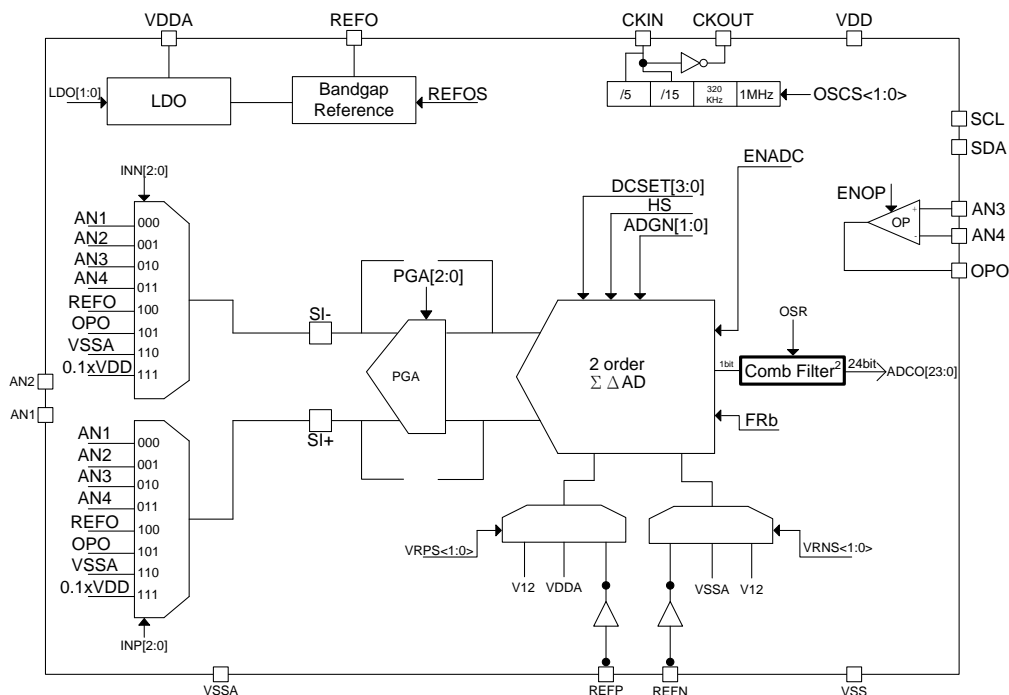 VDDA
REFO
CKIN
CKOUT
VDD
LDO[1:0]
LDO
Bandgap
Reference
REFOS
/5
/15
320
KHz
1MHz
OSCS<1:0>
SCL
SDA
INN[2:0]
AN1
000
AN2
001
AN3
010
AN4
011
REFO
100
OPO
101
VSSA
110
0.1xVDD
111
SI-
PGA[2:0]
PGA
SI+
DCSET[3:0]
HS
ADGN[1:0]
ENADC
2 order
Σ Δ AD
1bit
OSR
Comb Filter2
24bit
ADCO[23:0]
FRb
ENOP
+
OP
-
AN3
AN4
OPO
AN2
AN1
AN1
000
AN2
001
AN3
010
AN4
011
REFO
100
OPO
101
VSSA
110
0.1xVDD
111
INP[2:0]
VRPS<1:0>
V12
VDDA
VSSA
V12
VRNS<1:0>
VSSA
REFP
REFN
VSS